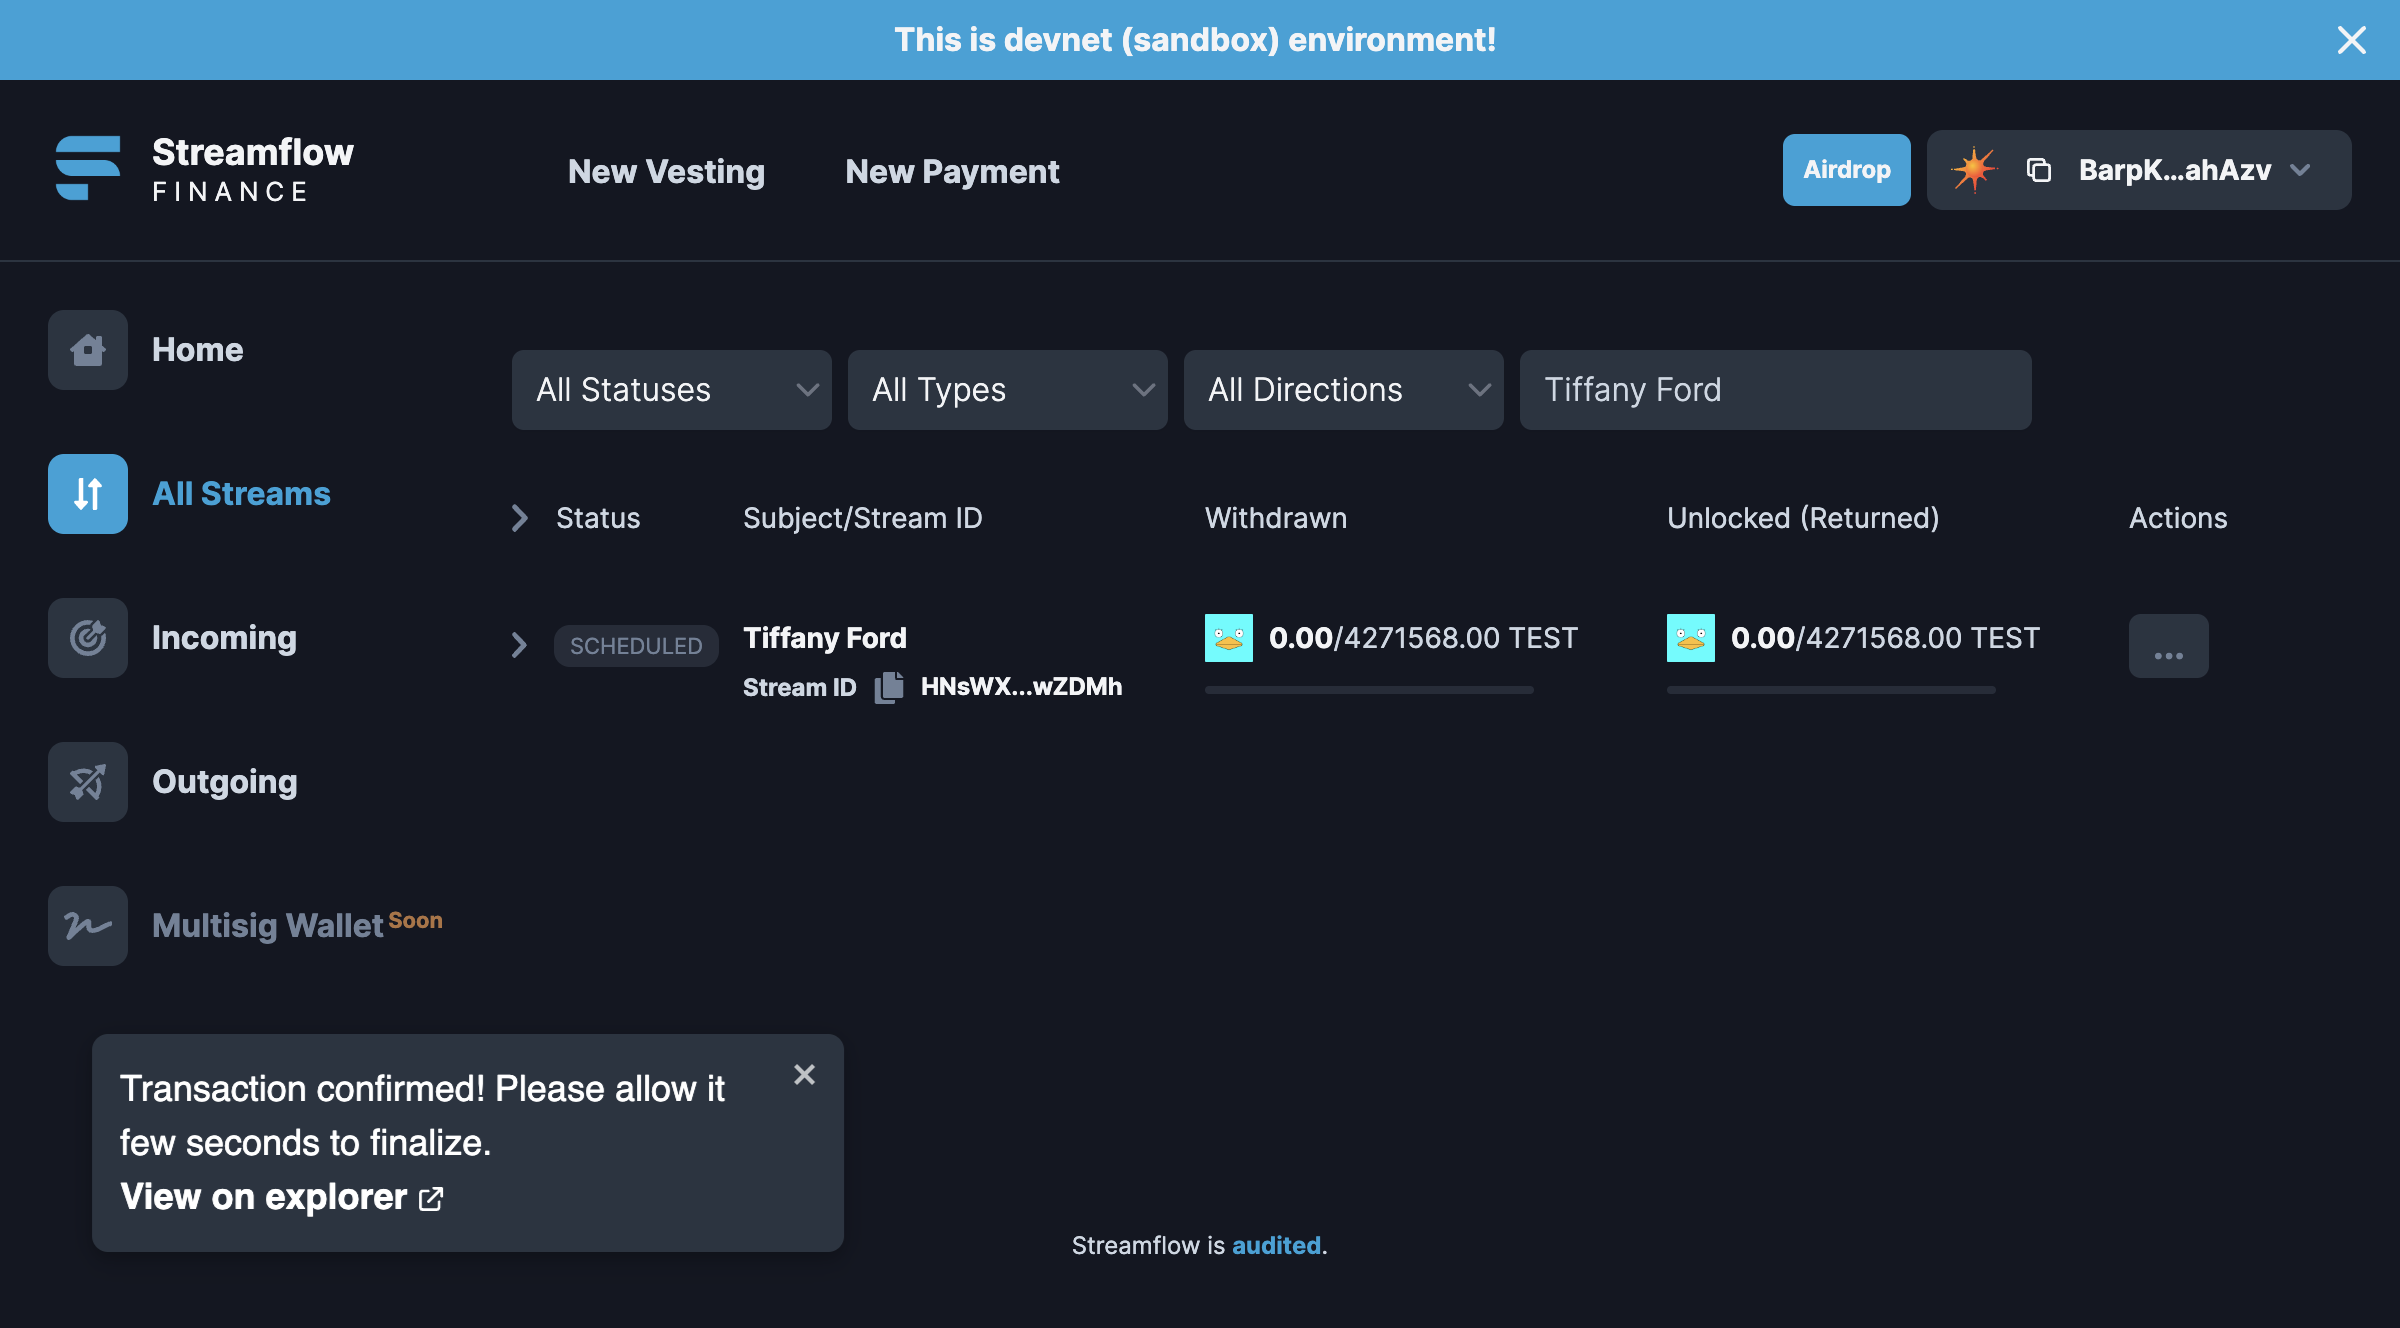 This is devnet (sandbox) environment!
Streamflow
FINANCE
New Vesting
New Payment
Airdrop
BarpK...ahAzv
Home
All Streams
Incoming
Outgoing
Multisig Wallet Soon
All Statuses
All Types
All Directions
Tiffany Ford
Status
Subject/Stream ID
Withdrawn
Unlocked (Returned)
Actions
SCHEDULED
Tiffany Ford
Stream ID HNsWX...wZDMh
0.00/4271568.00 TEST
0.00/4271568.00 TEST
...
Transaction confirmed! Please allow it
few seconds to finalize.
View on explorer
Streamflow is audited.